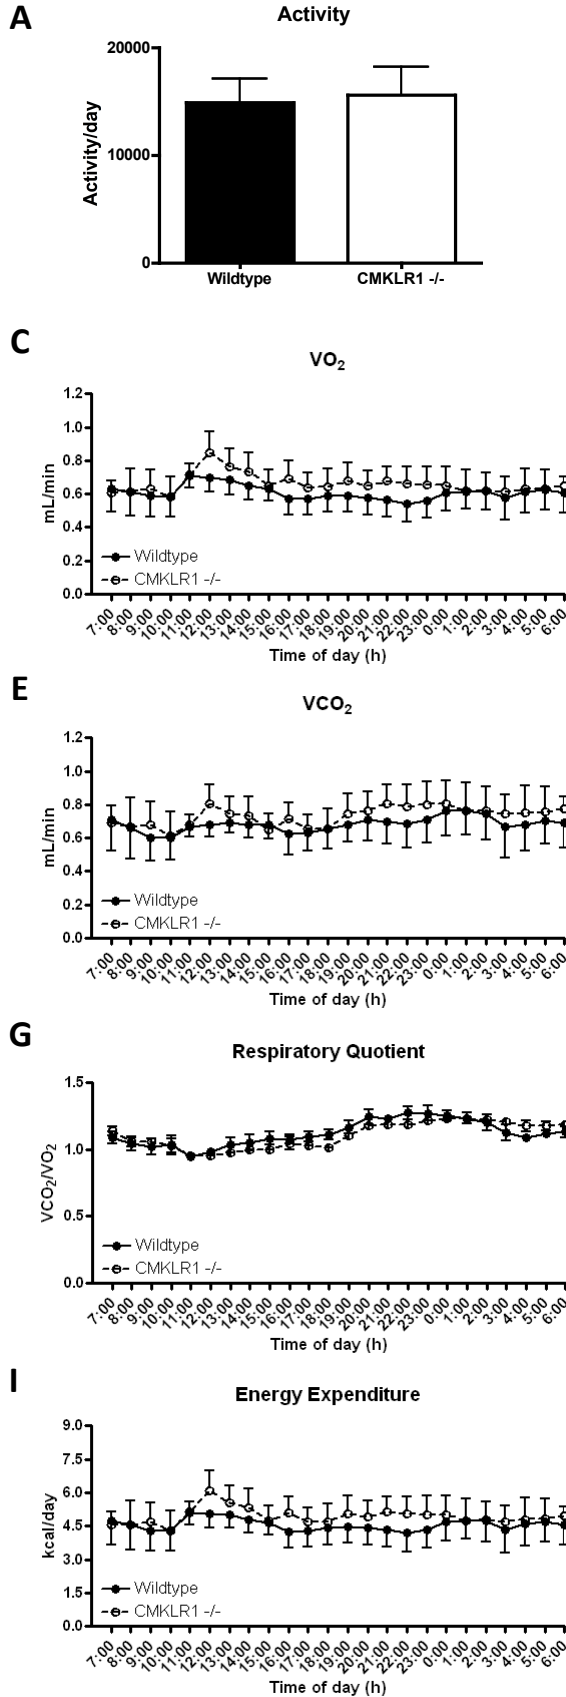 A
Activity
20000
10000
0
Activity/day
Wildtype
CMKLR1 -/-
C
VO₂
1.2
1.0
0.8
0.6
0.4
0.2
0.0
mL/min
Wildtype
CMKLR1 -/-
7:00 8:00 9:00 10:00 11:00 12:00 13:00 14:00 15:00 16:00 17:00 18:00 19:00 20:00 21:00 22:00 23:00 0:00 1:00 2:00 3:00 4:00 5:00 6:00
Time of day (h)
E
VCO₂
1.2
1.0
0.8
0.6
0.4
0.2
0.0
mL/min
Wildtype
CMKLR1 -/-
7:00 8:00 9:00 10:00 11:00 12:00 13:00 14:00 15:00 16:00 17:00 18:00 19:00 20:00 21:00 22:00 23:00 0:00 1:00 2:00 3:00 4:00 5:00 6:00
Time of day (h)
G
Respiratory Quotient
1.5
1.0
0.5
0.0
VCO₂/VO₂
Wildtype
CMKLR1 -/-
7:00 8:00 9:00 10:00 11:00 12:00 13:00 14:00 15:00 16:00 17:00 18:00 19:00 20:00 21:00 22:00 23:00 0:00 1:00 2:00 3:00 4:00 5:00 6:00
Time of day (h)
I
Energy Expenditure
9.0
7.5
6.0
4.5
3.0
1.5
0.0
kcal/day
Wildtype
CMKLR1 -/-
7:00 8:00 9:00 10:00 11:00 12:00 13:00 14:00 15:00 16:00 17:00 18:00 19:00 20:00 21:00 22:00 23:00 0:00 1:00 2:00 3:00 4:00 5:00 6:00
Time of day (h)